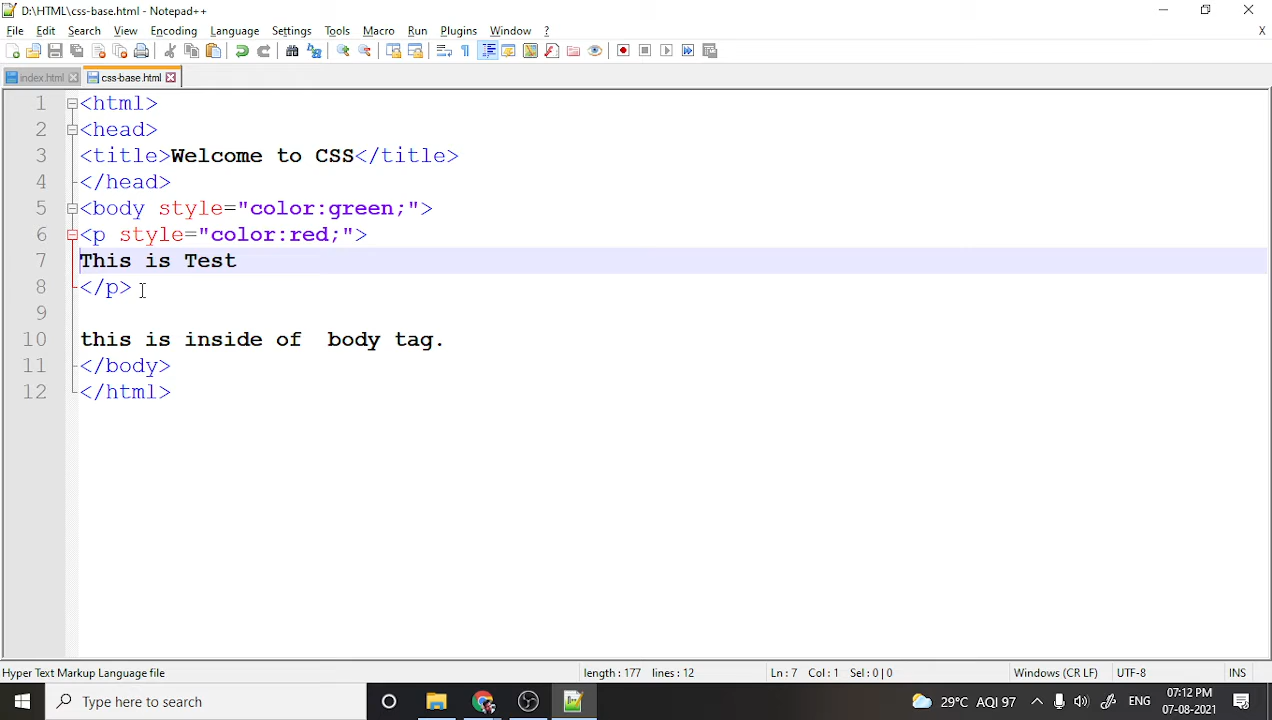 D:\HTML\css-base.html - Notepad++
File Edit Search View Encoding Language Settings Tools Macro Run Plugins Window ? X
index.html css-base.html
1 <html>
2 <head>
3 <title>Welcome to CSS</title>
4 </head>
5 <body style="color:green;">
6 <p style="color:red;">
7 This is Test
8 </p>
9
10 this is inside of  body tag.
11 </body>
12 </html>
Hyper Text Markup Language file length : 177 lines : 12 Ln : 7 Col : 1 Sel : 0 | 0 Windows (CR LF) UTF-8 INS
Type here to search 29°C AQI 97 ENG 07:12 PM
07-08-2021